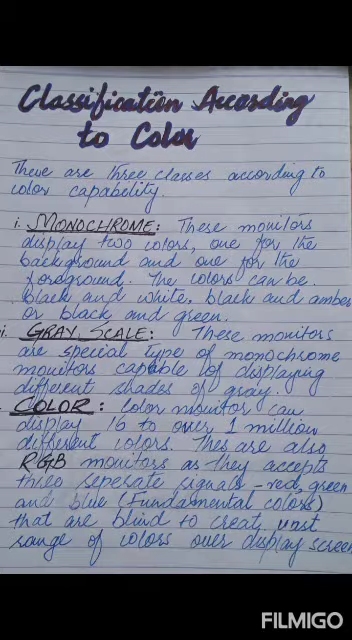 Classification According
to Color
There are three classes according to
color capability.
i. MONOCHROME: These monitors
display two colors, one for the
background and one for the
foreground. The colors can be
black and white, black and amber
or black and green.
i. GRAY SCALE: These monitors
are special type of monochrome
monitors capable of displaying
different shades of gray.
COLOR: Color monitor can
display 16 to over 1 million
different colors. Thes are also
RGB monitors as they accepts
three seperate signals - red, green
and blue (Fundamental colors)
that are blind to creat vast
range of colors over display screen
FILMIGO